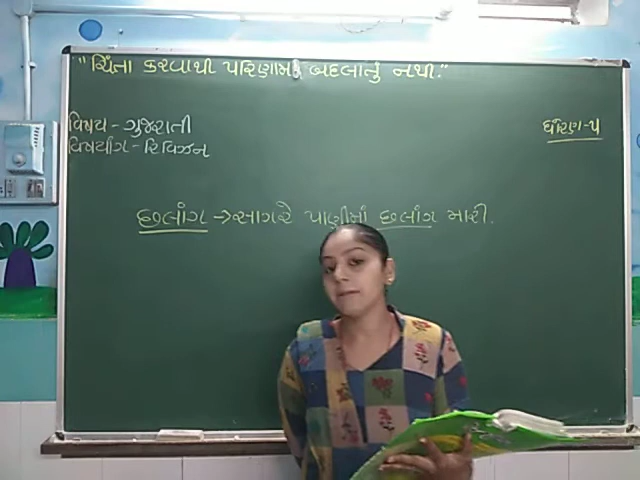 "ચિંતા કરવાથી પરિણામ બદલાતું નથી."
વિષય - ગુજરાતી
ધોરણ-૫
વિષયાંગ - રિવિઝન
છલાંગ → સાગરે પાણીમાં છલાંગ મારી.